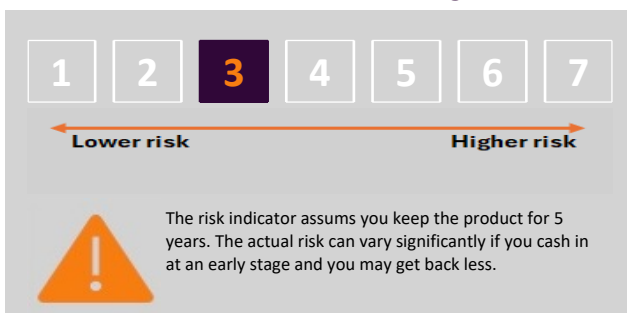 1 2 3 4 5 6 7
Lower risk Higher risk
The risk indicator assums you keep the product for 5
years. The actual risk can vary significantly if you cash in
at an early stage and you may get back less.